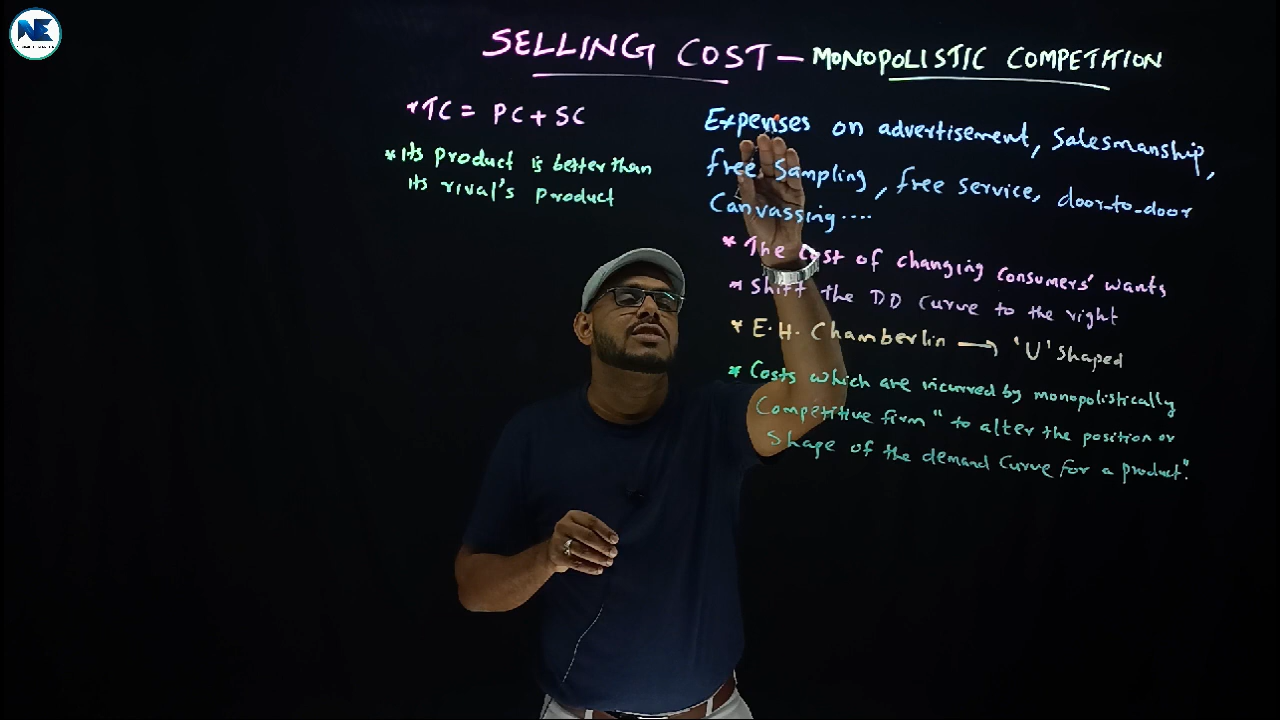 NE
SELLING COST — MONOPOLISTIC COMPETITION
*TC = PC + SC
* Its product is better than
its rival's product
Expenses on advertisement, Salesmanship,
free Sampling, free service, door-to-door
Canvassing....
* The cost of changing consumers' wants
* Shift the DD curve to the right
* E.H. Chamberlin → 'U' shaped
* Costs which are incurred by monopolistically
Competitive firm "to alter the position or
Shape of the demand curve for a product".